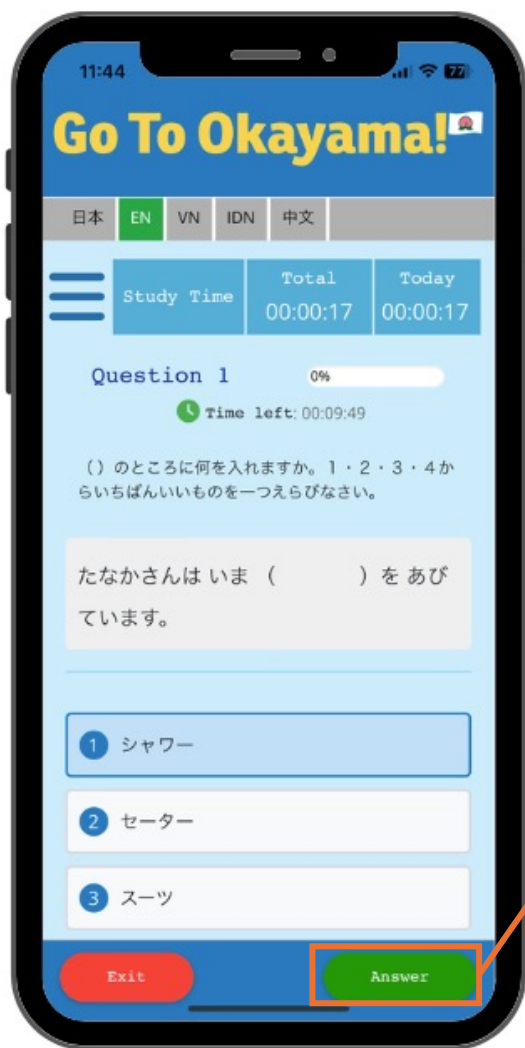 11:44
77
Go To Okayama!
日本 EN VN IDN 中文
Study Time
Total
00:00:17
Today
00:00:17
Question 1
0%
Time left: 00:09:49
（）のところに何を入れますか。1・2・3・4か
らいちばんいいものを一つえらびなさい。
たなかさんは いま （　　　）を あび
ています。
1 シャワー
2 セーター
3 スーツ
Exit
Answer